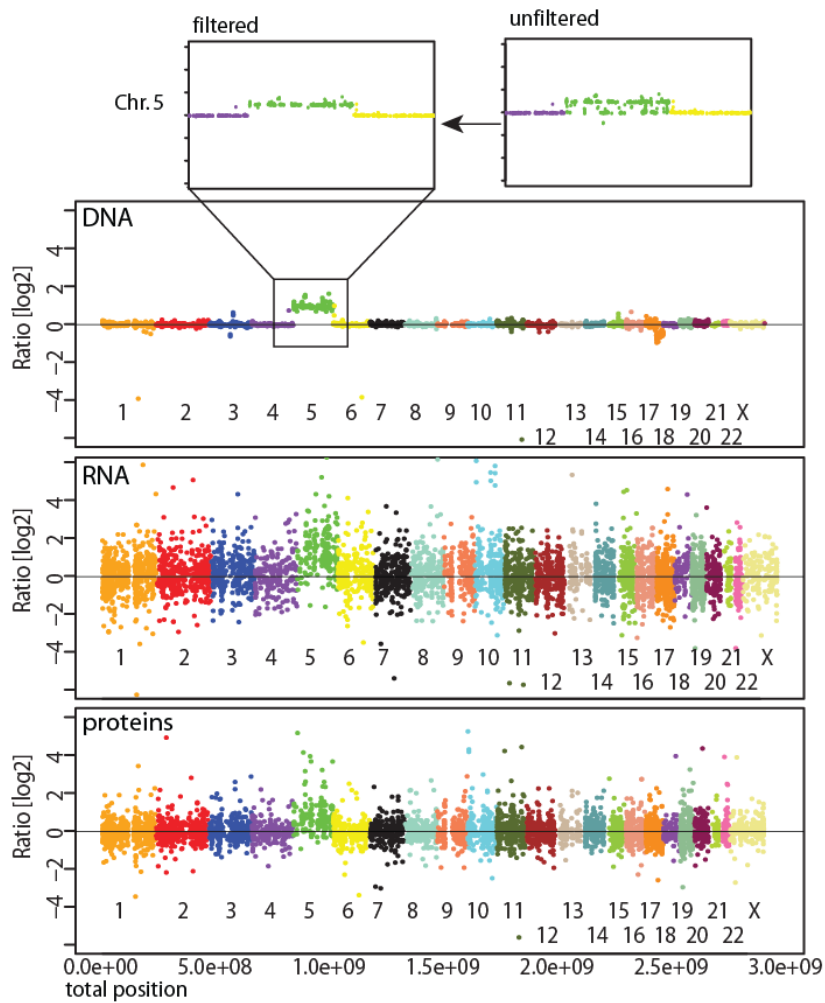 filtered
unfiltered
Chr. 5
DNA
Ratio [log2]
4
2
0
−2
−4
1 2 3 4 5 6 7 8 9 10 11 13 15 17 19 21 X
12 14 16 18 20 22
RNA
Ratio [log2]
4
2
0
−2
−4
1 2 3 4 5 6 7 8 9 10 11 13 15 17 19 21 X
12 14 16 18 20 22
proteins
Ratio [log2]
4
2
0
−2
−4
1 2 3 4 5 6 7 8 9 10 11 13 15 17 19 21 X
12 14 16 18 20 22
0.0e+00 5.0e+08 1.0e+09 1.5e+09 2.0e+09 2.5e+09 3.0e+09
total position